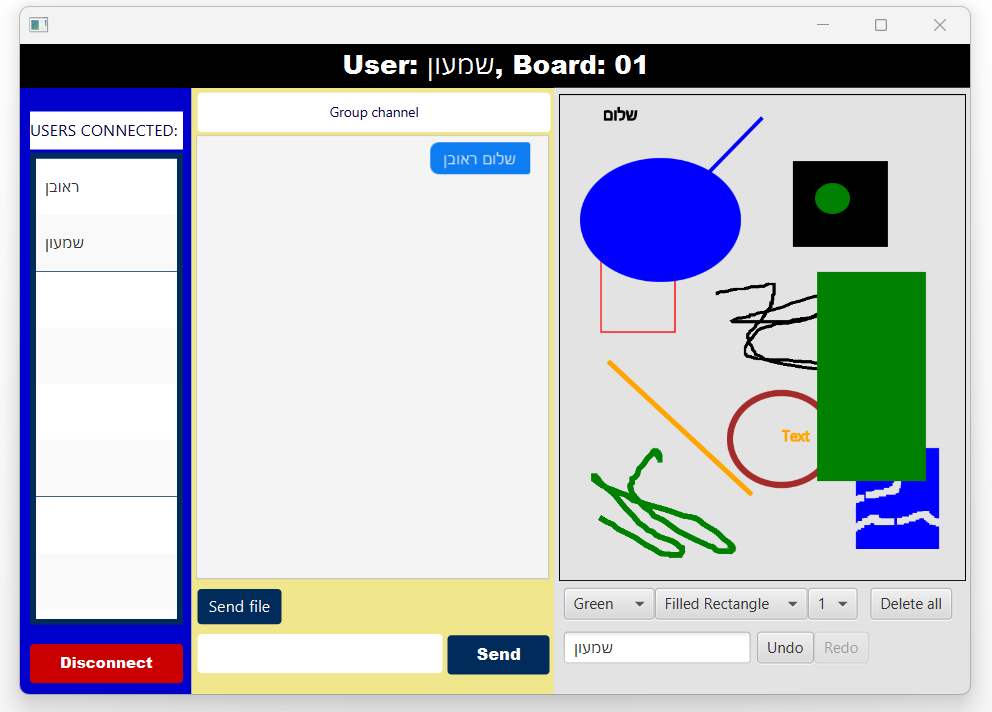 User: שמעון, Board: 01
USERS CONNECTED:
ראובן
שמעון
Disconnect
Group channel
שלום ראובן
Send file
Send
שלום
Text
Green
Filled Rectangle
1
Delete all
שמעון
Undo
Redo